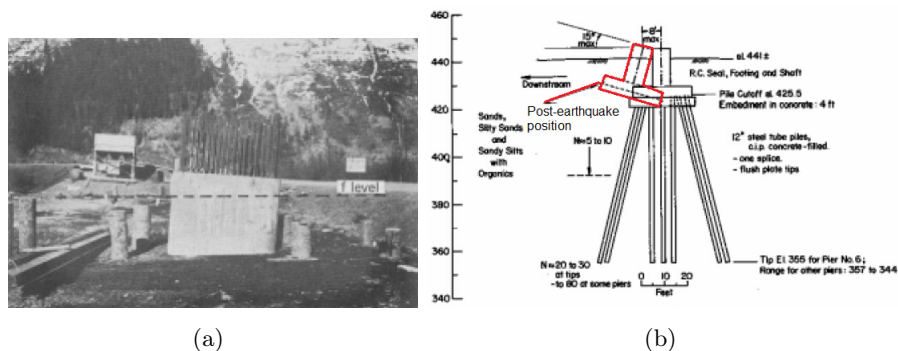 f level
(a)
460
440
420
400
380
360
340
15°
max
8'
max
el. 441 ±
R.C. Seal, Footing and Shaft
Downstream
Pile Cutoff el. 425.5
Embedment in concrete : 4 ft
Post-earthquake
position
Sands,
Silty Sands
and
Sandy Silts
with
Organics
N≈5 to 10
12" steel tube piles,
c.i.p. concrete-filled.
- one splice.
- flush plate tips
N≈20 to 30
at tips
-to 80 at some piers
0 10 20
Feet
Tip El. 355 for Pier No. 6 ;
Range for other piers : 357 to 344
(b)